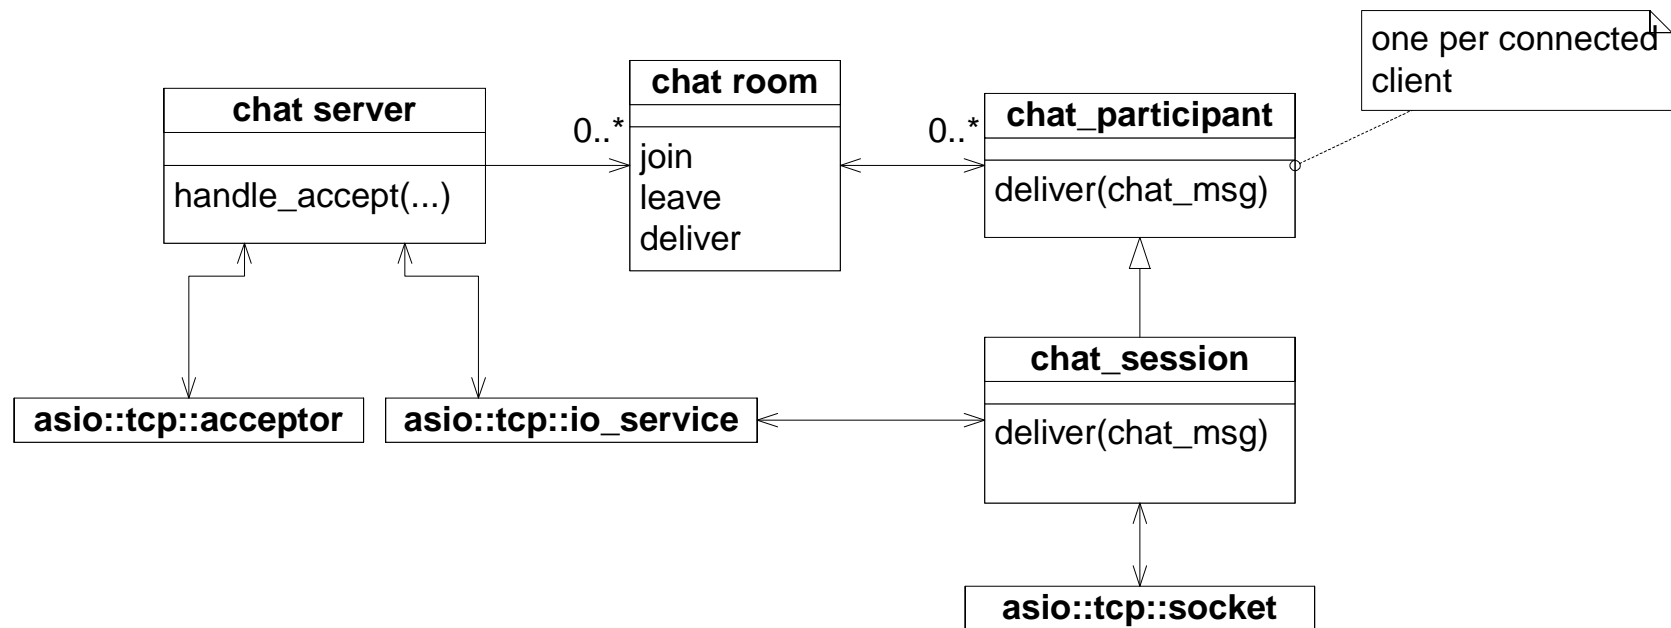 one per connected
client
chat room
chat server
chat_participant
0..*
0..*
join
leave
deliver
handle_accept(...)
deliver(chat_msg)
chat_session
asio::tcp::acceptor
asio::tcp::io_service
deliver(chat_msg)
asio::tcp::socket